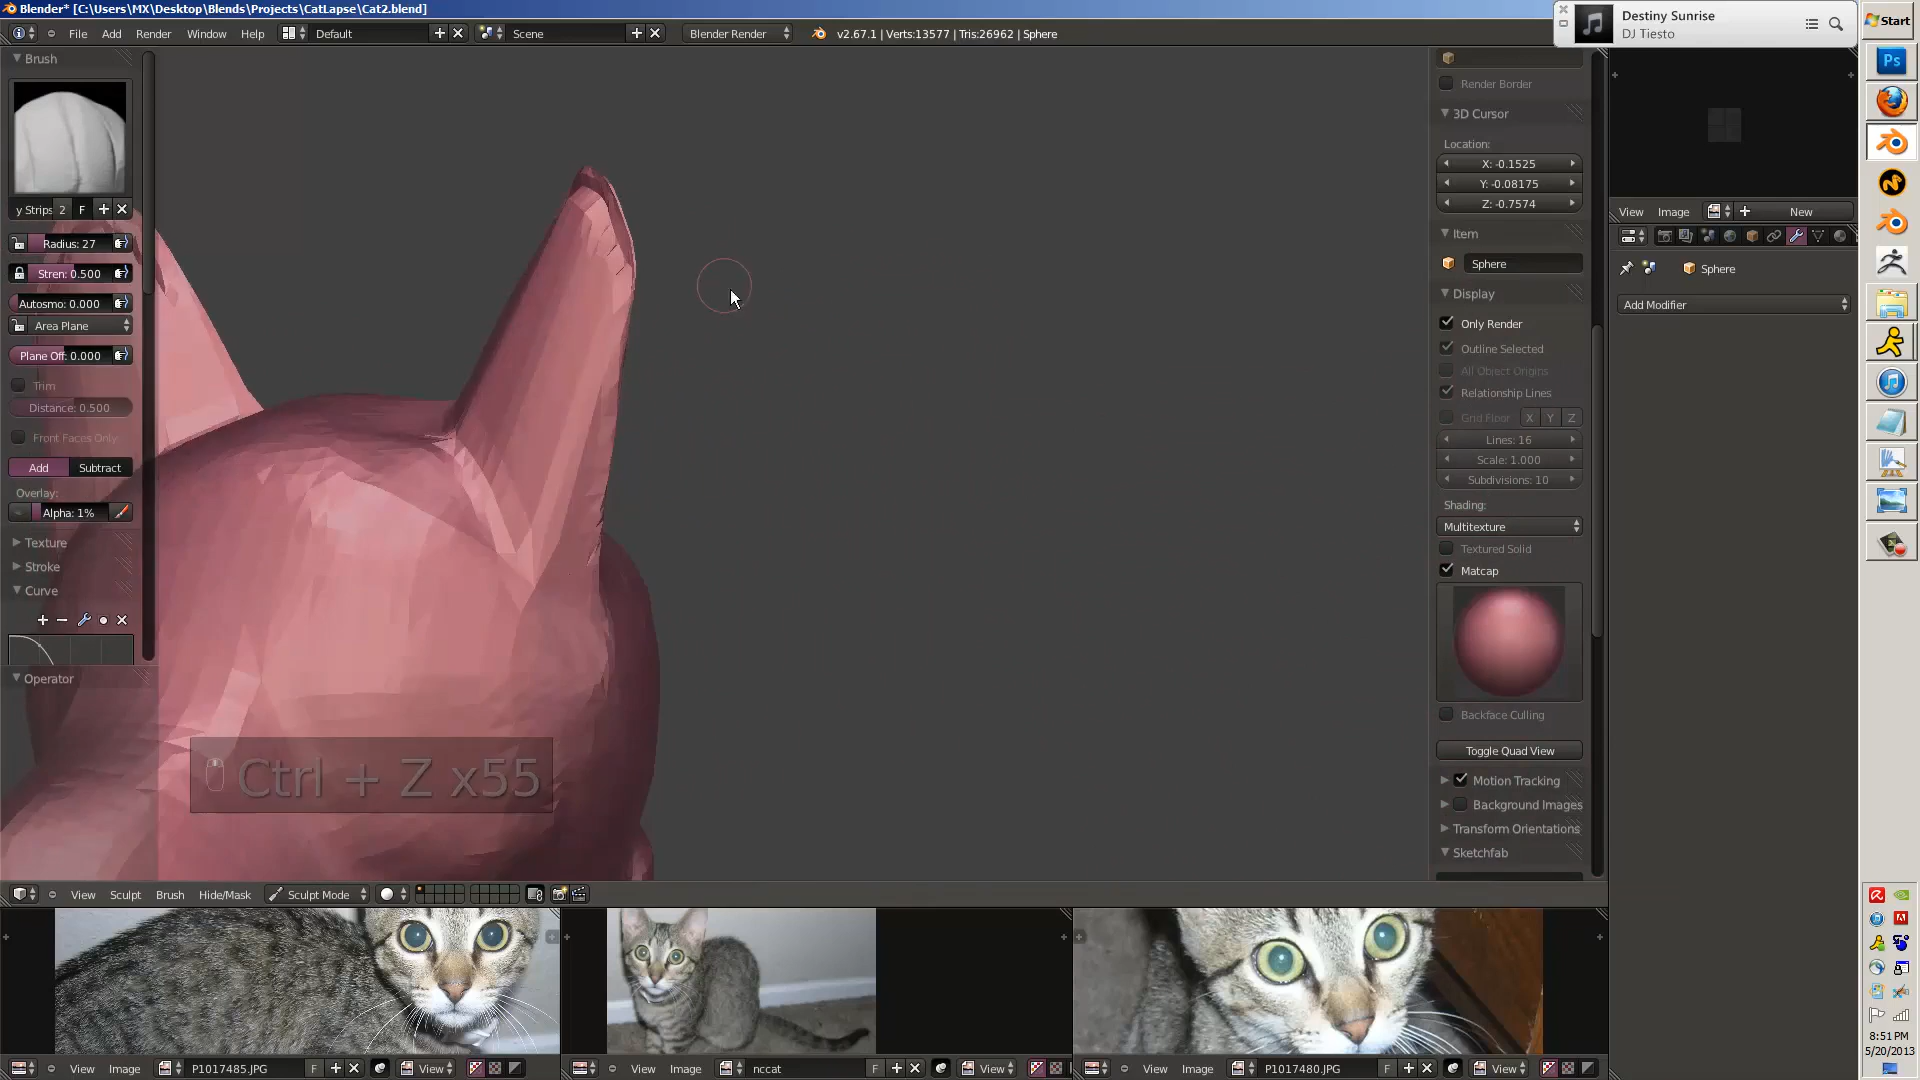 Blender* [C:\Users\MX\Desktop\Blends\Projects\CatLapse\Cat2.blend]
File Add Render Window Help Default Scene Blender Render v2.67.1 | Verts:13577 | Tris:26962 | Sphere
Destiny Sunrise
DJ Tiesto
Start
Brush
y Strips 2 F
Radius: 27
Stren: 0.500
Autosmo: 0.000
Area Plane
Plane Off: 0.000
Trim
Distance: 0.500
Front Faces Only
Add Subtract
Overlay:
Alpha: 1%
Texture
Stroke
Curve
Operator
Ctrl + Z x55
Render Border
3D Cursor
Location:
X: -0.1525
Y: -0.08175
Z: -0.7574
Item
Sphere
Display
Only Render
Outline Selected
All Object Origins
Relationship Lines
Grid Floor X Y Z
Lines: 16
Scale: 1.000
Subdivisions: 10
Shading:
Multitexture
Textured Solid
Matcap
Backface Culling
Toggle Quad View
Motion Tracking
Background Images
Transform Orientations
Sketchfab
View Image New
Sphere
Add Modifier
Ps
View Sculpt Brush Hide/Mask Sculpt Mode
View Image P1017485.JPG F View
View Image nccat F View
View Image P1017480.JPG F View
8:51 PM
5/20/2013